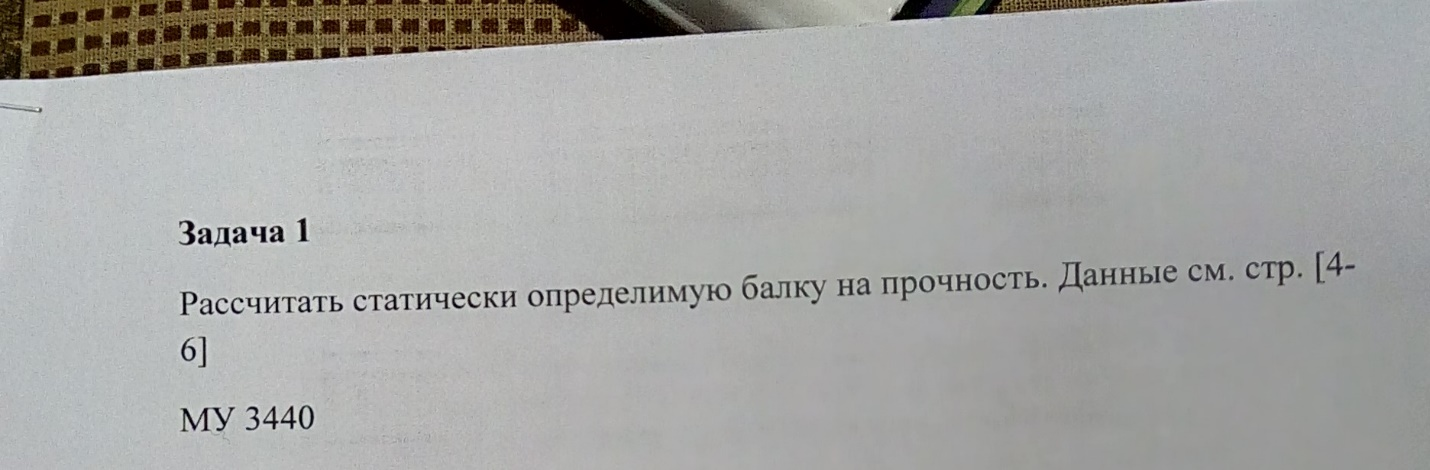 Задача 1
Рассчитать статически определимую балку на прочность. Данные см. стр. [4-
6]
МУ 3440